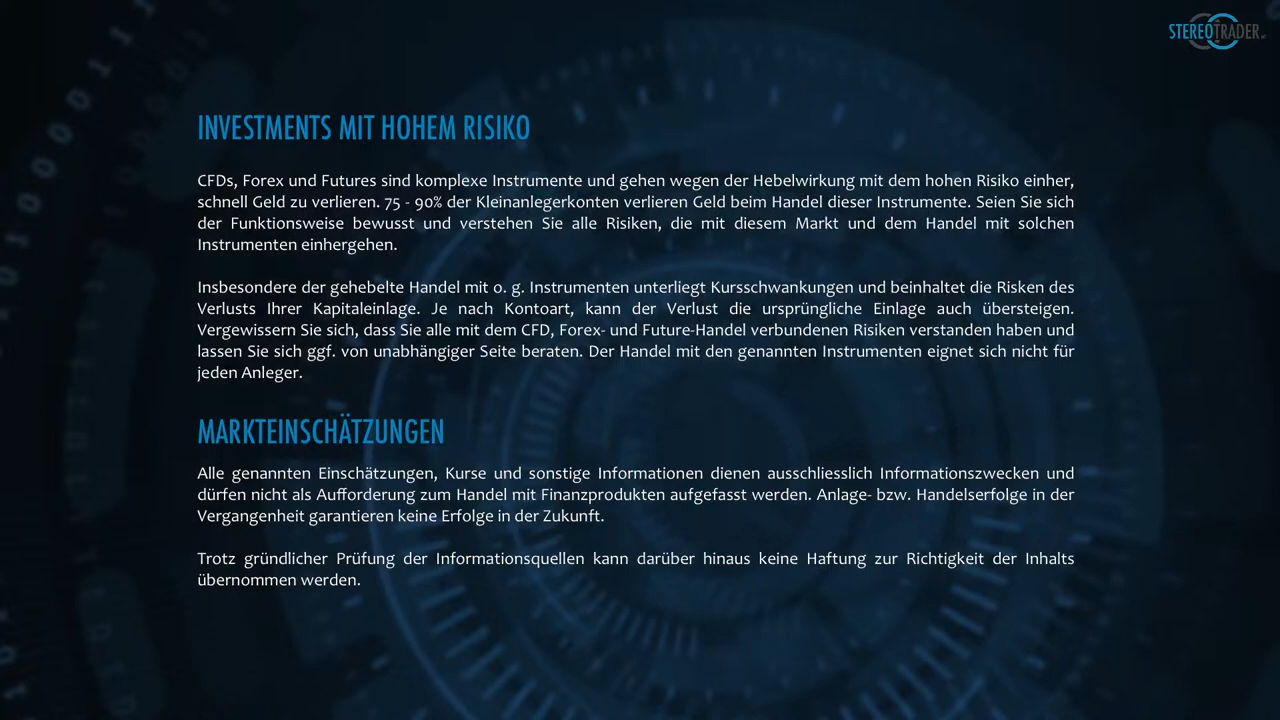 STEREOTRADER
INVESTMENTS MIT HOHEM RISIKO
CFDs, Forex und Futures sind komplexe Instrumente und gehen wegen der Hebelwirkung mit dem hohen Risiko einher,
schnell Geld zu verlieren. 75 - 90% der Kleinanlegerkonten verlieren Geld beim Handel dieser Instrumente. Seien Sie sich
der Funktionsweise bewusst und verstehen Sie alle Risiken, die mit diesem Markt und dem Handel mit solchen
Instrumenten einhergehen.
Insbesondere der gehebelte Handel mit o. g. Instrumenten unterliegt Kursschwankungen und beinhaltet die Risken des
Verlusts Ihrer Kapitaleinlage. Je nach Kontoart, kann der Verlust die ursprüngliche Einlage auch übersteigen.
Vergewissern Sie sich, dass Sie alle mit dem CFD, Forex- und Future-Handel verbundenen Risiken verstanden haben und
lassen Sie sich ggf. von unabhängiger Seite beraten. Der Handel mit den genannten Instrumenten eignet sich nicht für
jeden Anleger.
MARKTEINSCHÄTZUNGEN
Alle genannten Einschätzungen, Kurse und sonstige Informationen dienen ausschliesslich Informationszwecken und
dürfen nicht als Aufforderung zum Handel mit Finanzprodukten aufgefasst werden. Anlage- bzw. Handelserfolge in der
Vergangenheit garantieren keine Erfolge in der Zukunft.
Trotz gründlicher Prüfung der Informationsquellen kann darüber hinaus keine Haftung zur Richtigkeit der Inhalts
übernommen werden.